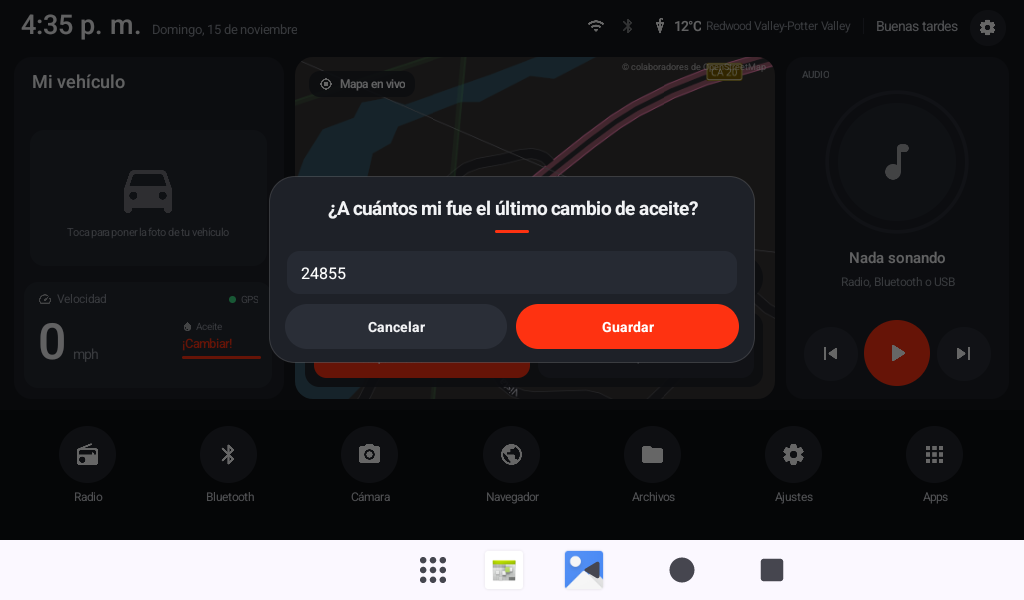 4:35 p. m.
Domingo, 15 de noviembre
12°C Redwood Valley-Potter Valley
Buenas tardes
Mi vehículo
Toca para poner la foto de tu vehículo
Velocidad
GPS
0 mph
Aceite
¡Cambiar!
Mapa en vivo
© colaboradores de OpenStreetMap
CA 20
¿A cuántos mi fue el último cambio de aceite?
24855
Cancelar
Guardar
AUDIO
Nada sonando
Radio, Bluetooth o USB
Radio
Bluetooth
Cámara
Navegador
Archivos
Ajustes
Apps